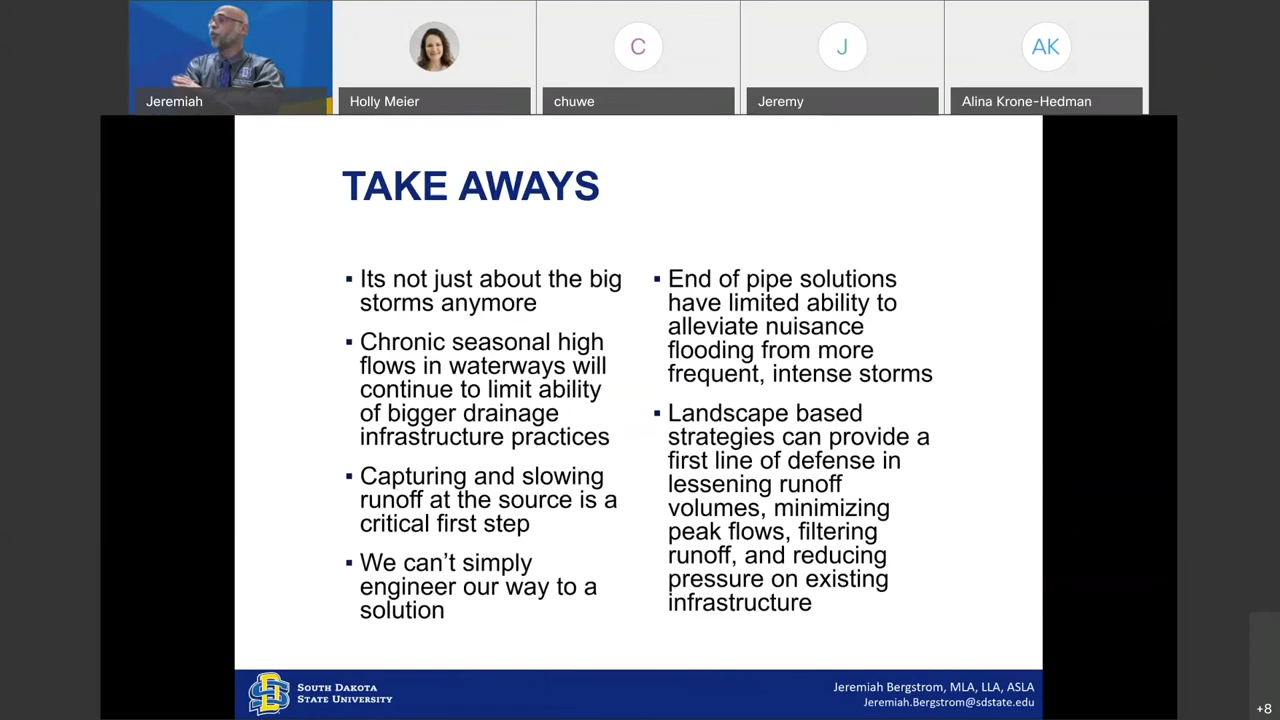 C
J
AK
Jeremiah
Holly Meier
chuwe
Jeremy
Alina Krone-Hedman
TAKE AWAYS
▪ Its not just about the big
storms anymore
▪ Chronic seasonal high
flows in waterways will
continue to limit ability
of bigger drainage
infrastructure practices
▪ Capturing and slowing
runoff at the source is a
critical first step
▪ We can't simply
engineer our way to a
solution
▪ End of pipe solutions
have limited ability to
alleviate nuisance
flooding from more
frequent, intense storms
▪ Landscape based
strategies can provide a
first line of defense in
lessening runoff
volumes, minimizing
peak flows, filtering
runoff, and reducing
pressure on existing
infrastructure
SOUTH DAKOTA
STATE UNIVERSITY
Jeremiah Bergstrom, MLA, LLA, ASLA
Jeremiah.Bergstrom@sdstate.edu
+8